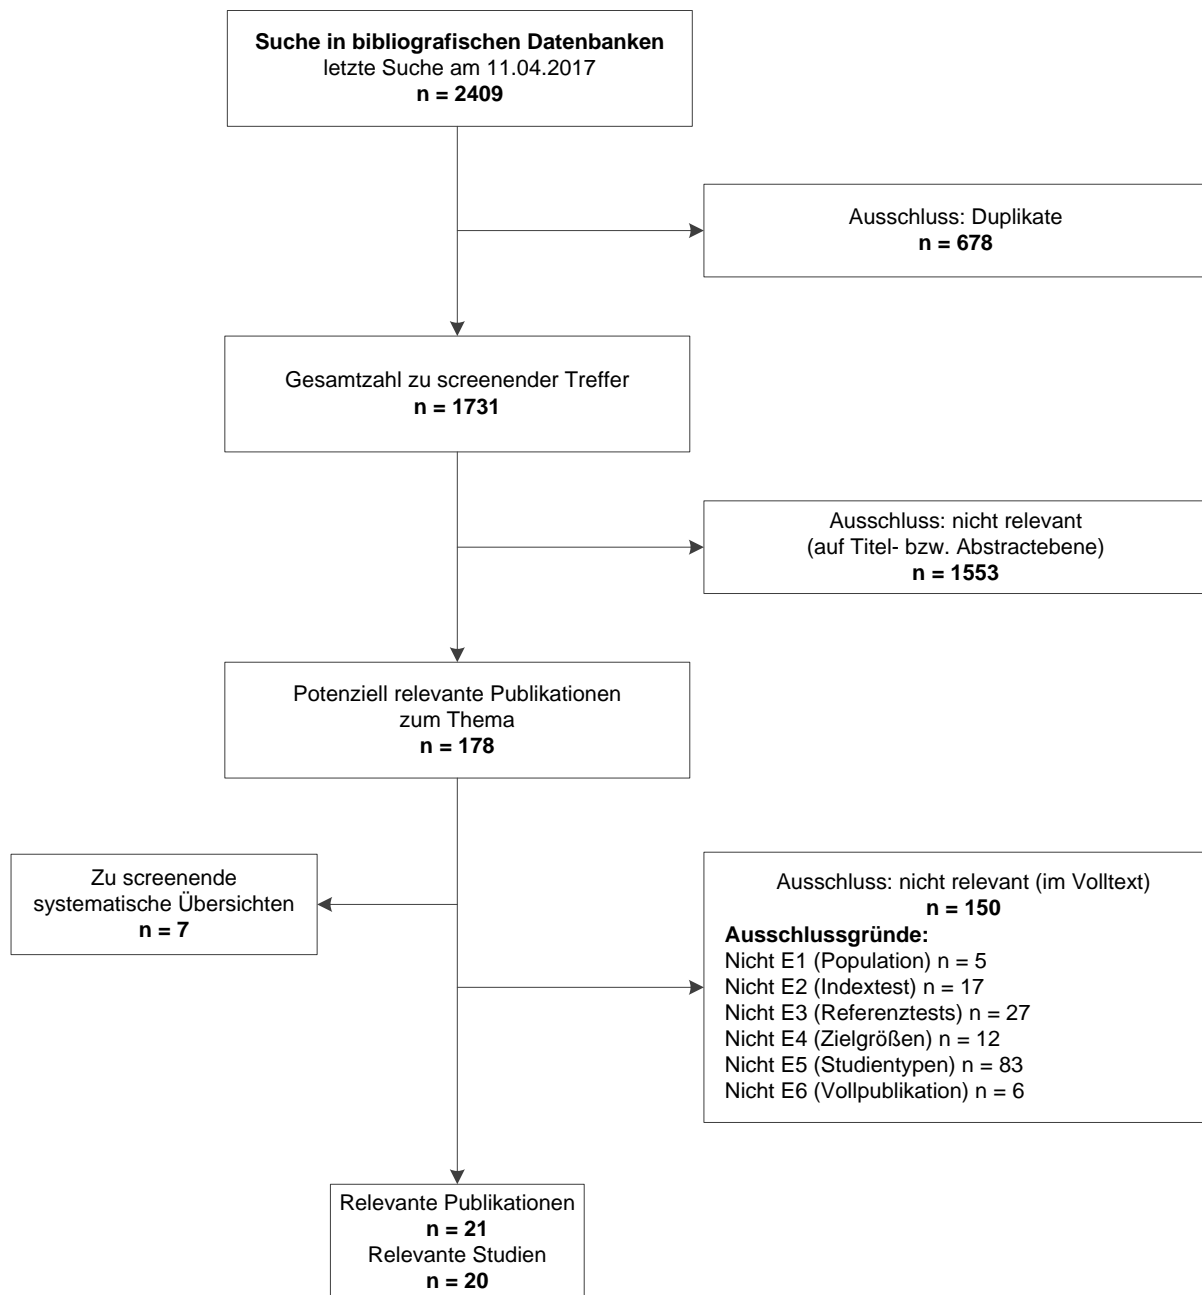 Suche in bibliografischen Datenbanken
letzte Suche am 11.04.2017
n = 2409
Ausschluss: Duplikate
n = 678
Gesamtzahl zu screenender Treffer
n = 1731
Ausschluss: nicht relevant
(auf Titel- bzw. Abstractebene)
n = 1553
Potenziell relevante Publikationen
zum Thema
n = 178
Zu screenende
systematische Übersichten
n = 7
Ausschluss: nicht relevant (im Volltext)
n = 150
Ausschlussgründe:
Nicht E1 (Population) n = 5
Nicht E2 (Indextest) n = 17
Nicht E3 (Referenztests) n = 27
Nicht E4 (Zielgrößen) n = 12
Nicht E5 (Studientypen) n = 83
Nicht E6 (Vollpublikation) n = 6
Relevante Publikationen
n = 21
Relevante Studien
n = 20